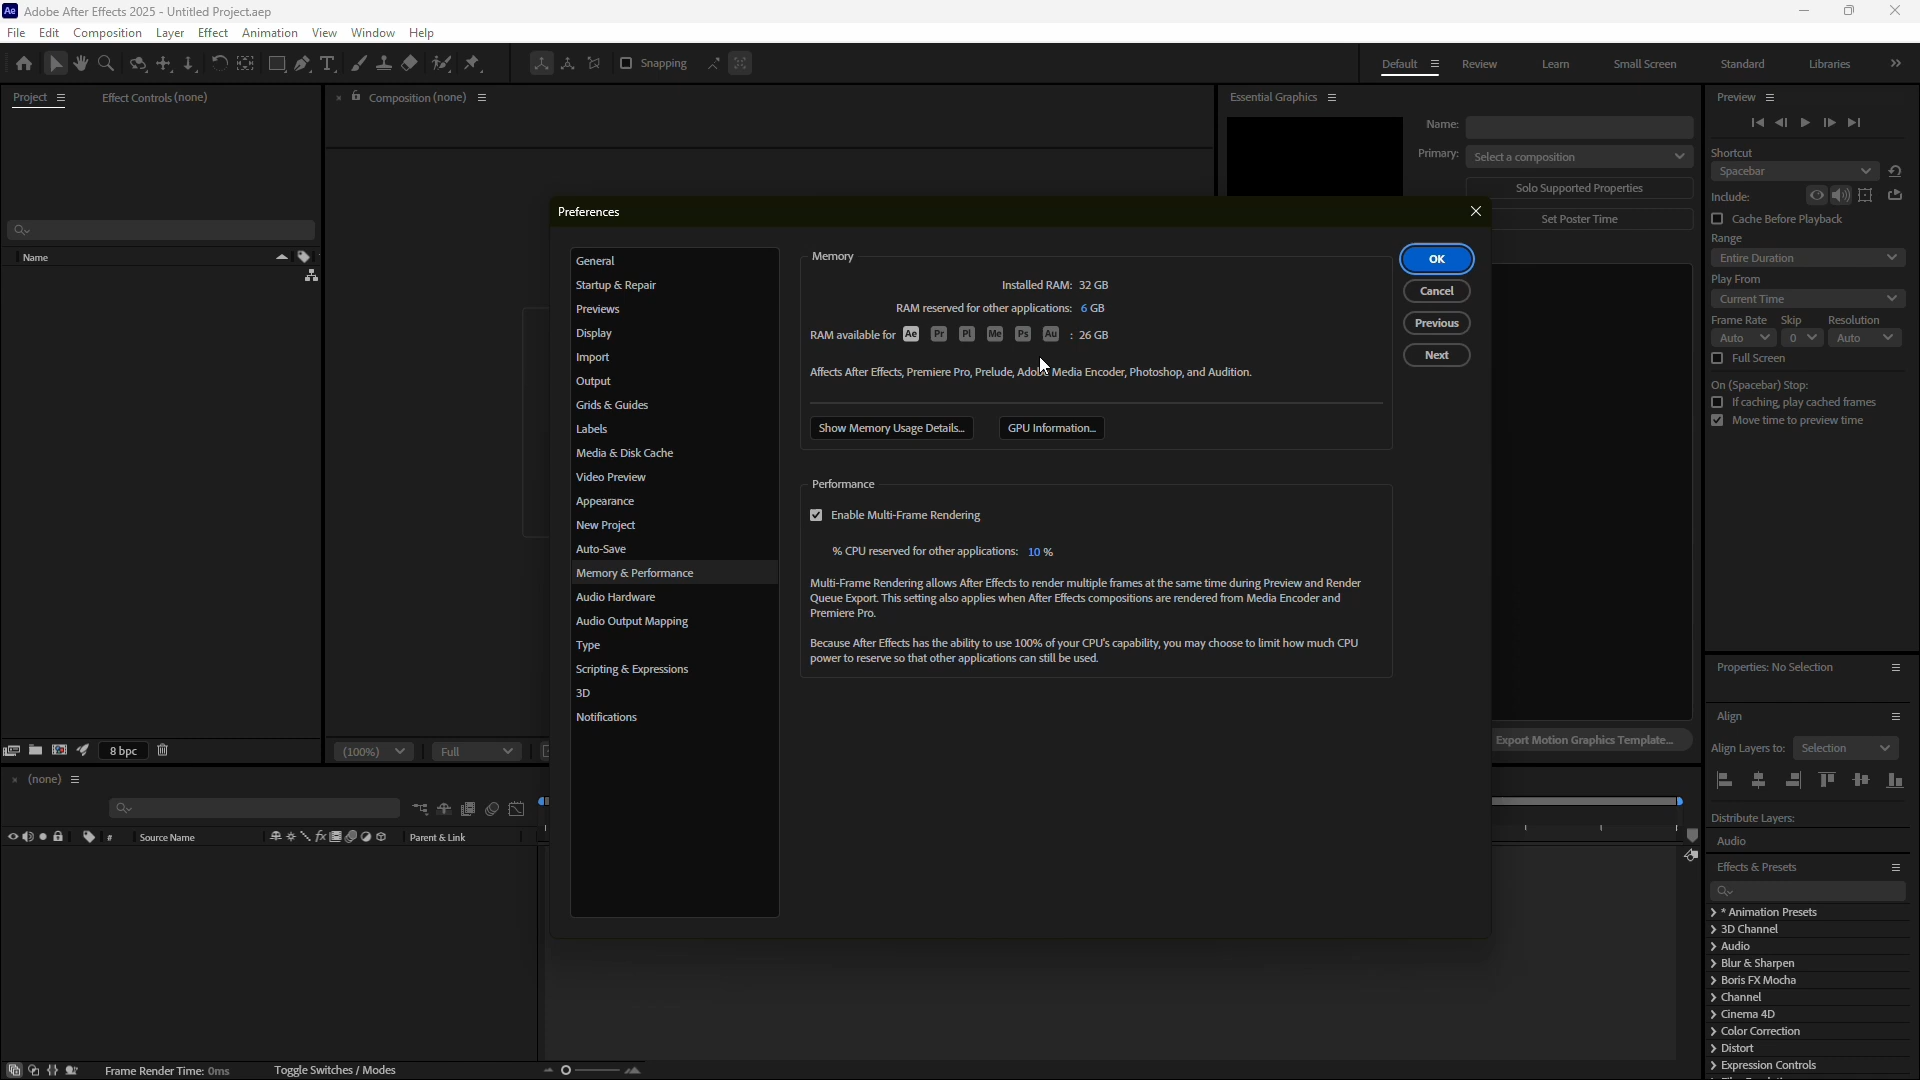 Ae Adobe After Effects 2025 - Untitled Project.aep
File Edit Composition Layer Effect Animation View Window Help
Snapping
Default Review Learn Small Screen Standard Libraries
Project Effect Controls (none)
Composition (none)
Essential Graphics
Preview
Name:
Primary: Select a composition
Solo Supported Properties
Set Poster Time
Shortcut
Spacebar
Include:
Cache Before Playback
Range
Entire Duration
Play From
Current Time
Frame Rate Skip Resolution
Auto 0 Auto
Full Screen
On (Spacebar) Stop:
If caching, play cached frames
Move time to preview time
Name
Preferences
General
Startup & Repair
Previews
Display
Import
Output
Grids & Guides
Labels
Media & Disk Cache
Video Preview
Appearance
New Project
Auto-Save
Memory & Performance
Audio Hardware
Audio Output Mapping
Type
Scripting & Expressions
3D
Notifications
Memory
Installed RAM: 32 GB
RAM reserved for other applications: 6 GB
RAM available for Ae Pr Pl Me Ps Au : 26 GB
Affects After Effects, Premiere Pro, Prelude, Adobe Media Encoder, Photoshop, and Audition.
Show Memory Usage Details... GPU Information...
Performance
Enable Multi-Frame Rendering
% CPU reserved for other applications: 10 %
Multi-Frame Rendering allows After Effects to render multiple frames at the same time during Preview and Render
Queue Export. This setting also applies when After Effects compositions are rendered from Media Encoder and
Premiere Pro.
Because After Effects has the ability to use 100% of your CPU's capability, you may choose to limit how much CPU
power to reserve so that other applications can still be used.
OK
Cancel
Previous
Next
8 bpc
(100%) Full
Export Motion Graphics Template...
Properties: No Selection
Align
Align Layers to: Selection
Distribute Layers:
Audio
Effects & Presets
* Animation Presets
3D Channel
Audio
Blur & Sharpen
Boris FX Mocha
Channel
Cinema 4D
Color Correction
Distort
Expression Controls
(none)
# Source Name fx Parent & Link
Frame Render Time: 0ms Toggle Switches / Modes